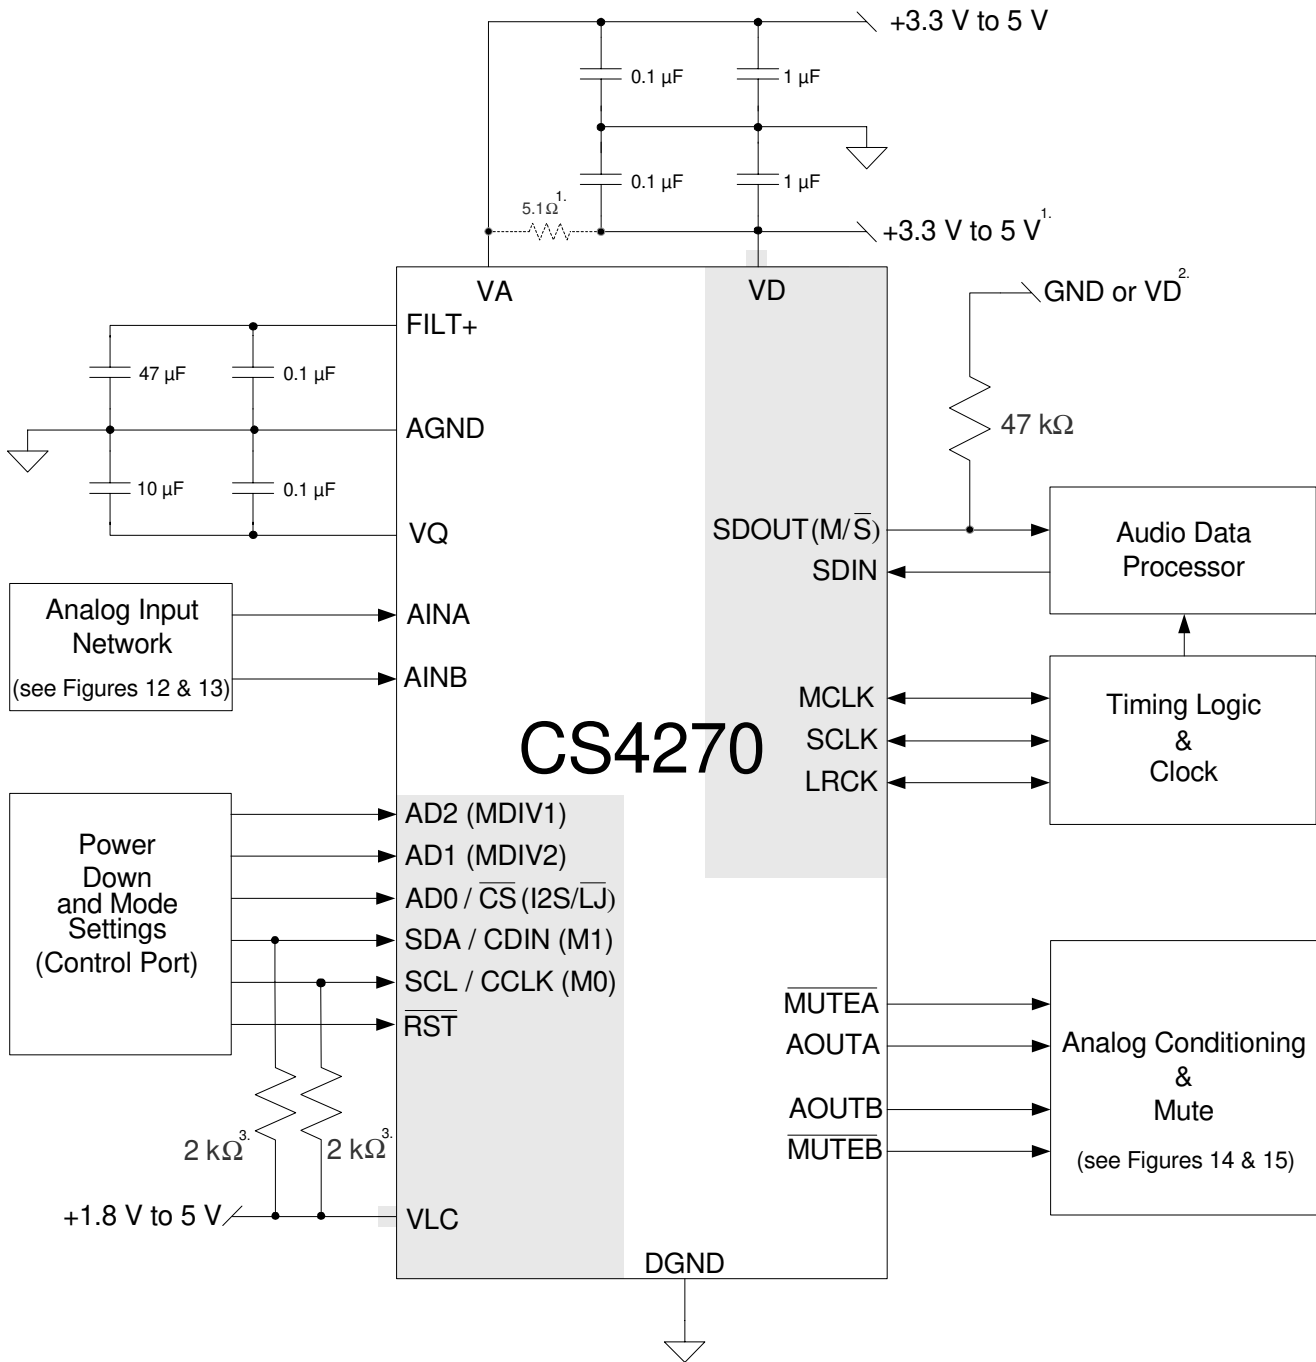 +3.3 V to 5 V
0.1 µF
1 µF
0.1 µF
1 µF
5.1Ω1.
+3.3 V to 5 V1.
VA
VD
GND or VD2.
FILT+
47 µF
0.1 µF
47 kΩ
AGND
10 µF
0.1 µF
VQ
SDOUT(M/S̅)
SDIN
Audio Data
Processor
Analog Input
Network
(see Figures 12 & 13)
AINA
AINB
MCLK
SCLK
LRCK
Timing Logic
&
Clock
CS4270
Power
Down
and Mode
Settings
(Control Port)
AD2 (MDIV1)
AD1 (MDIV2)
AD0 / C̅S̅ (I2S/L̅J̅)
SDA / CDIN (M1)
SCL / CCLK (M0)
R̅S̅T̅
M̅U̅T̅E̅A̅
AOUTA
AOUTB
M̅U̅T̅E̅B̅
Analog Conditioning
&
Mute
(see Figures 14 & 15)
2 kΩ3.
2 kΩ3.
+1.8 V to 5 V
VLC
DGND